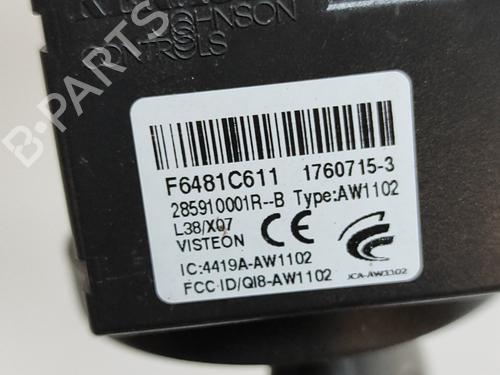 JOHNSON
CONTROLS
F6481C611 1760715-3
285910001R--B Type:AW1102
L38/X07
VISTEON
CE
IC:4419A-AW1102
FCC-ID/QI8-AW1102
JCA-AW1102
B-PARTS